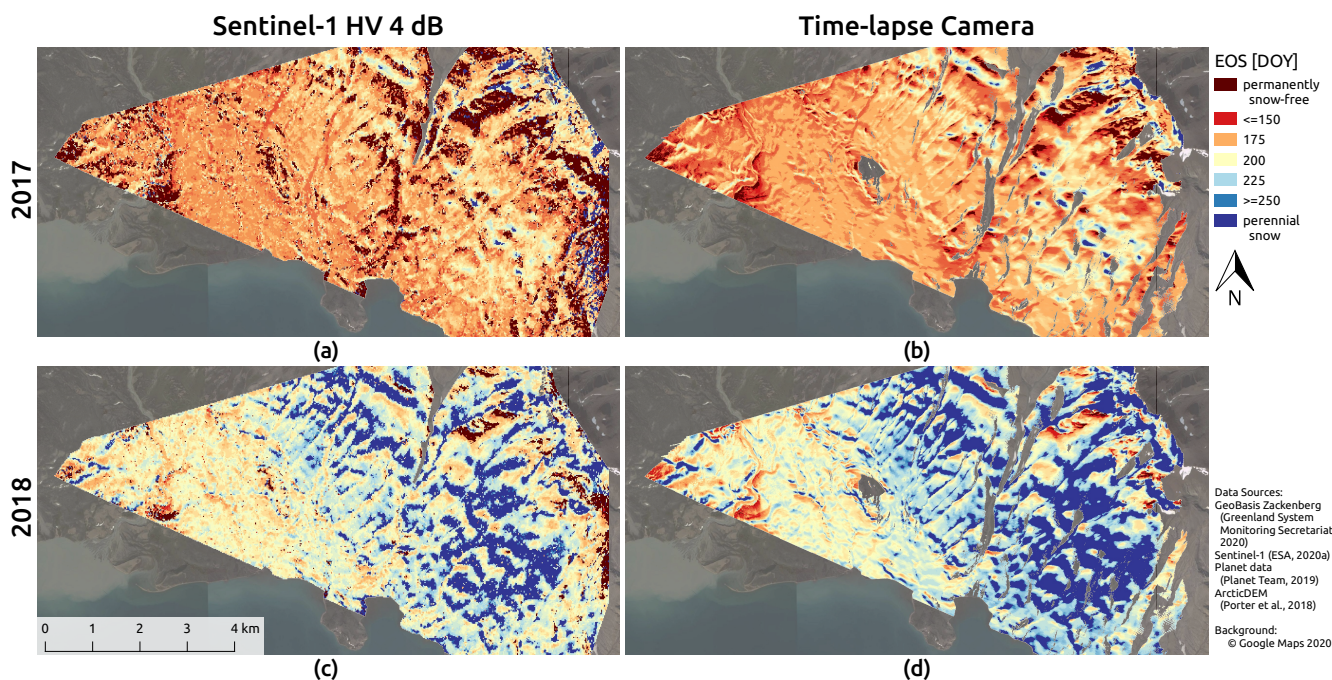 Sentinel-1 HV 4 dB
Time-lapse Camera
2017
EOS [DOY]
permanently
snow-free
<=150
175
200
225
>=250
perennial
snow
N
(a)
(b)
2018
Data Sources:
GeoBasis Zackenberg
(Greenland System
Monitoring Secretariat
2020)
Sentinel-1 (ESA, 2020a)
Planet data
(Planet Team, 2019)
ArcticDEM
(Porter et al., 2018)
Background:
© Google Maps 2020
0 1 2 3 4 km
(c)
(d)